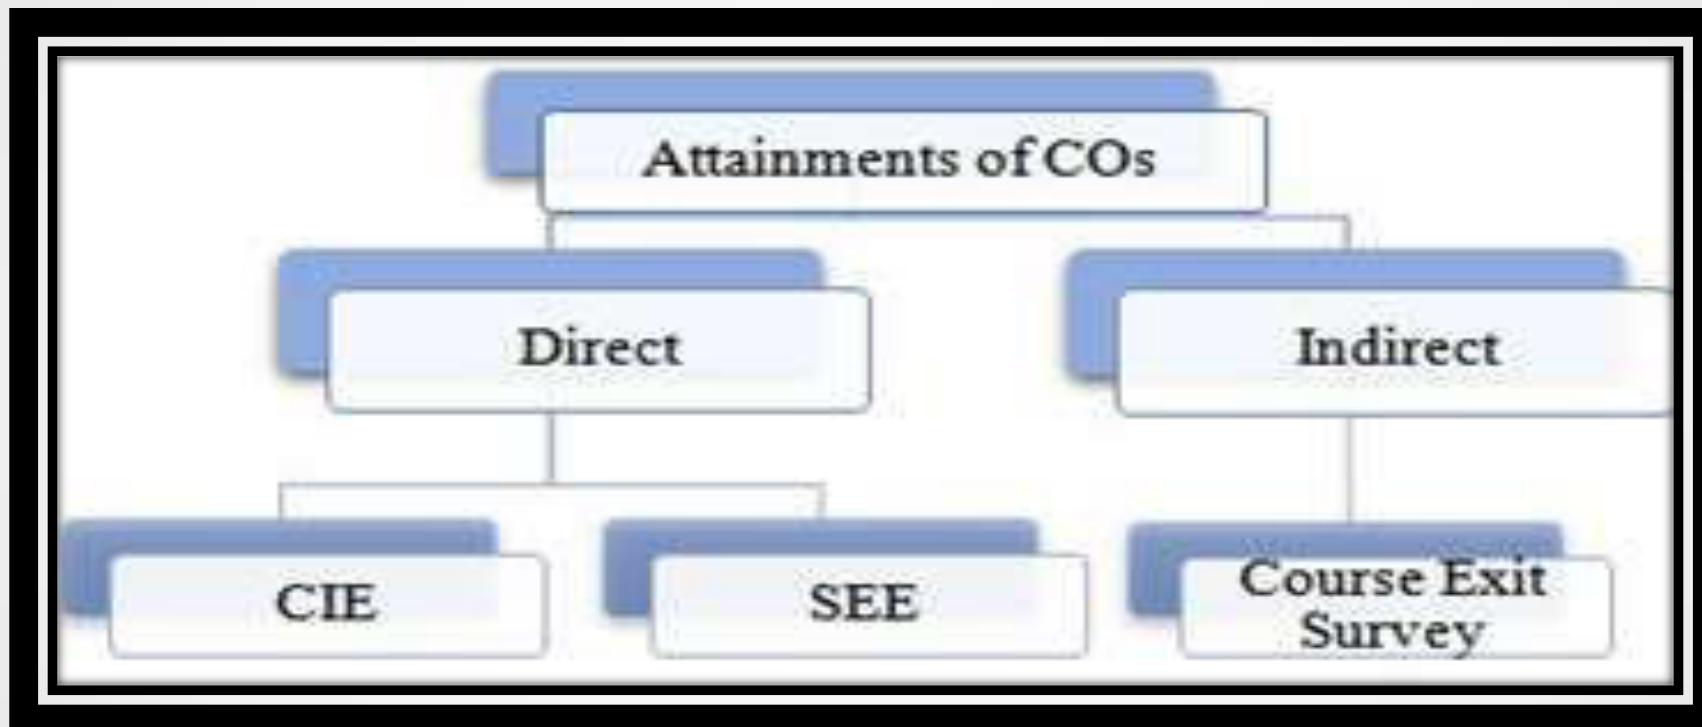 Attainments of COs
Direct
Indirect
CIE
SEE
Course Exit
Survey